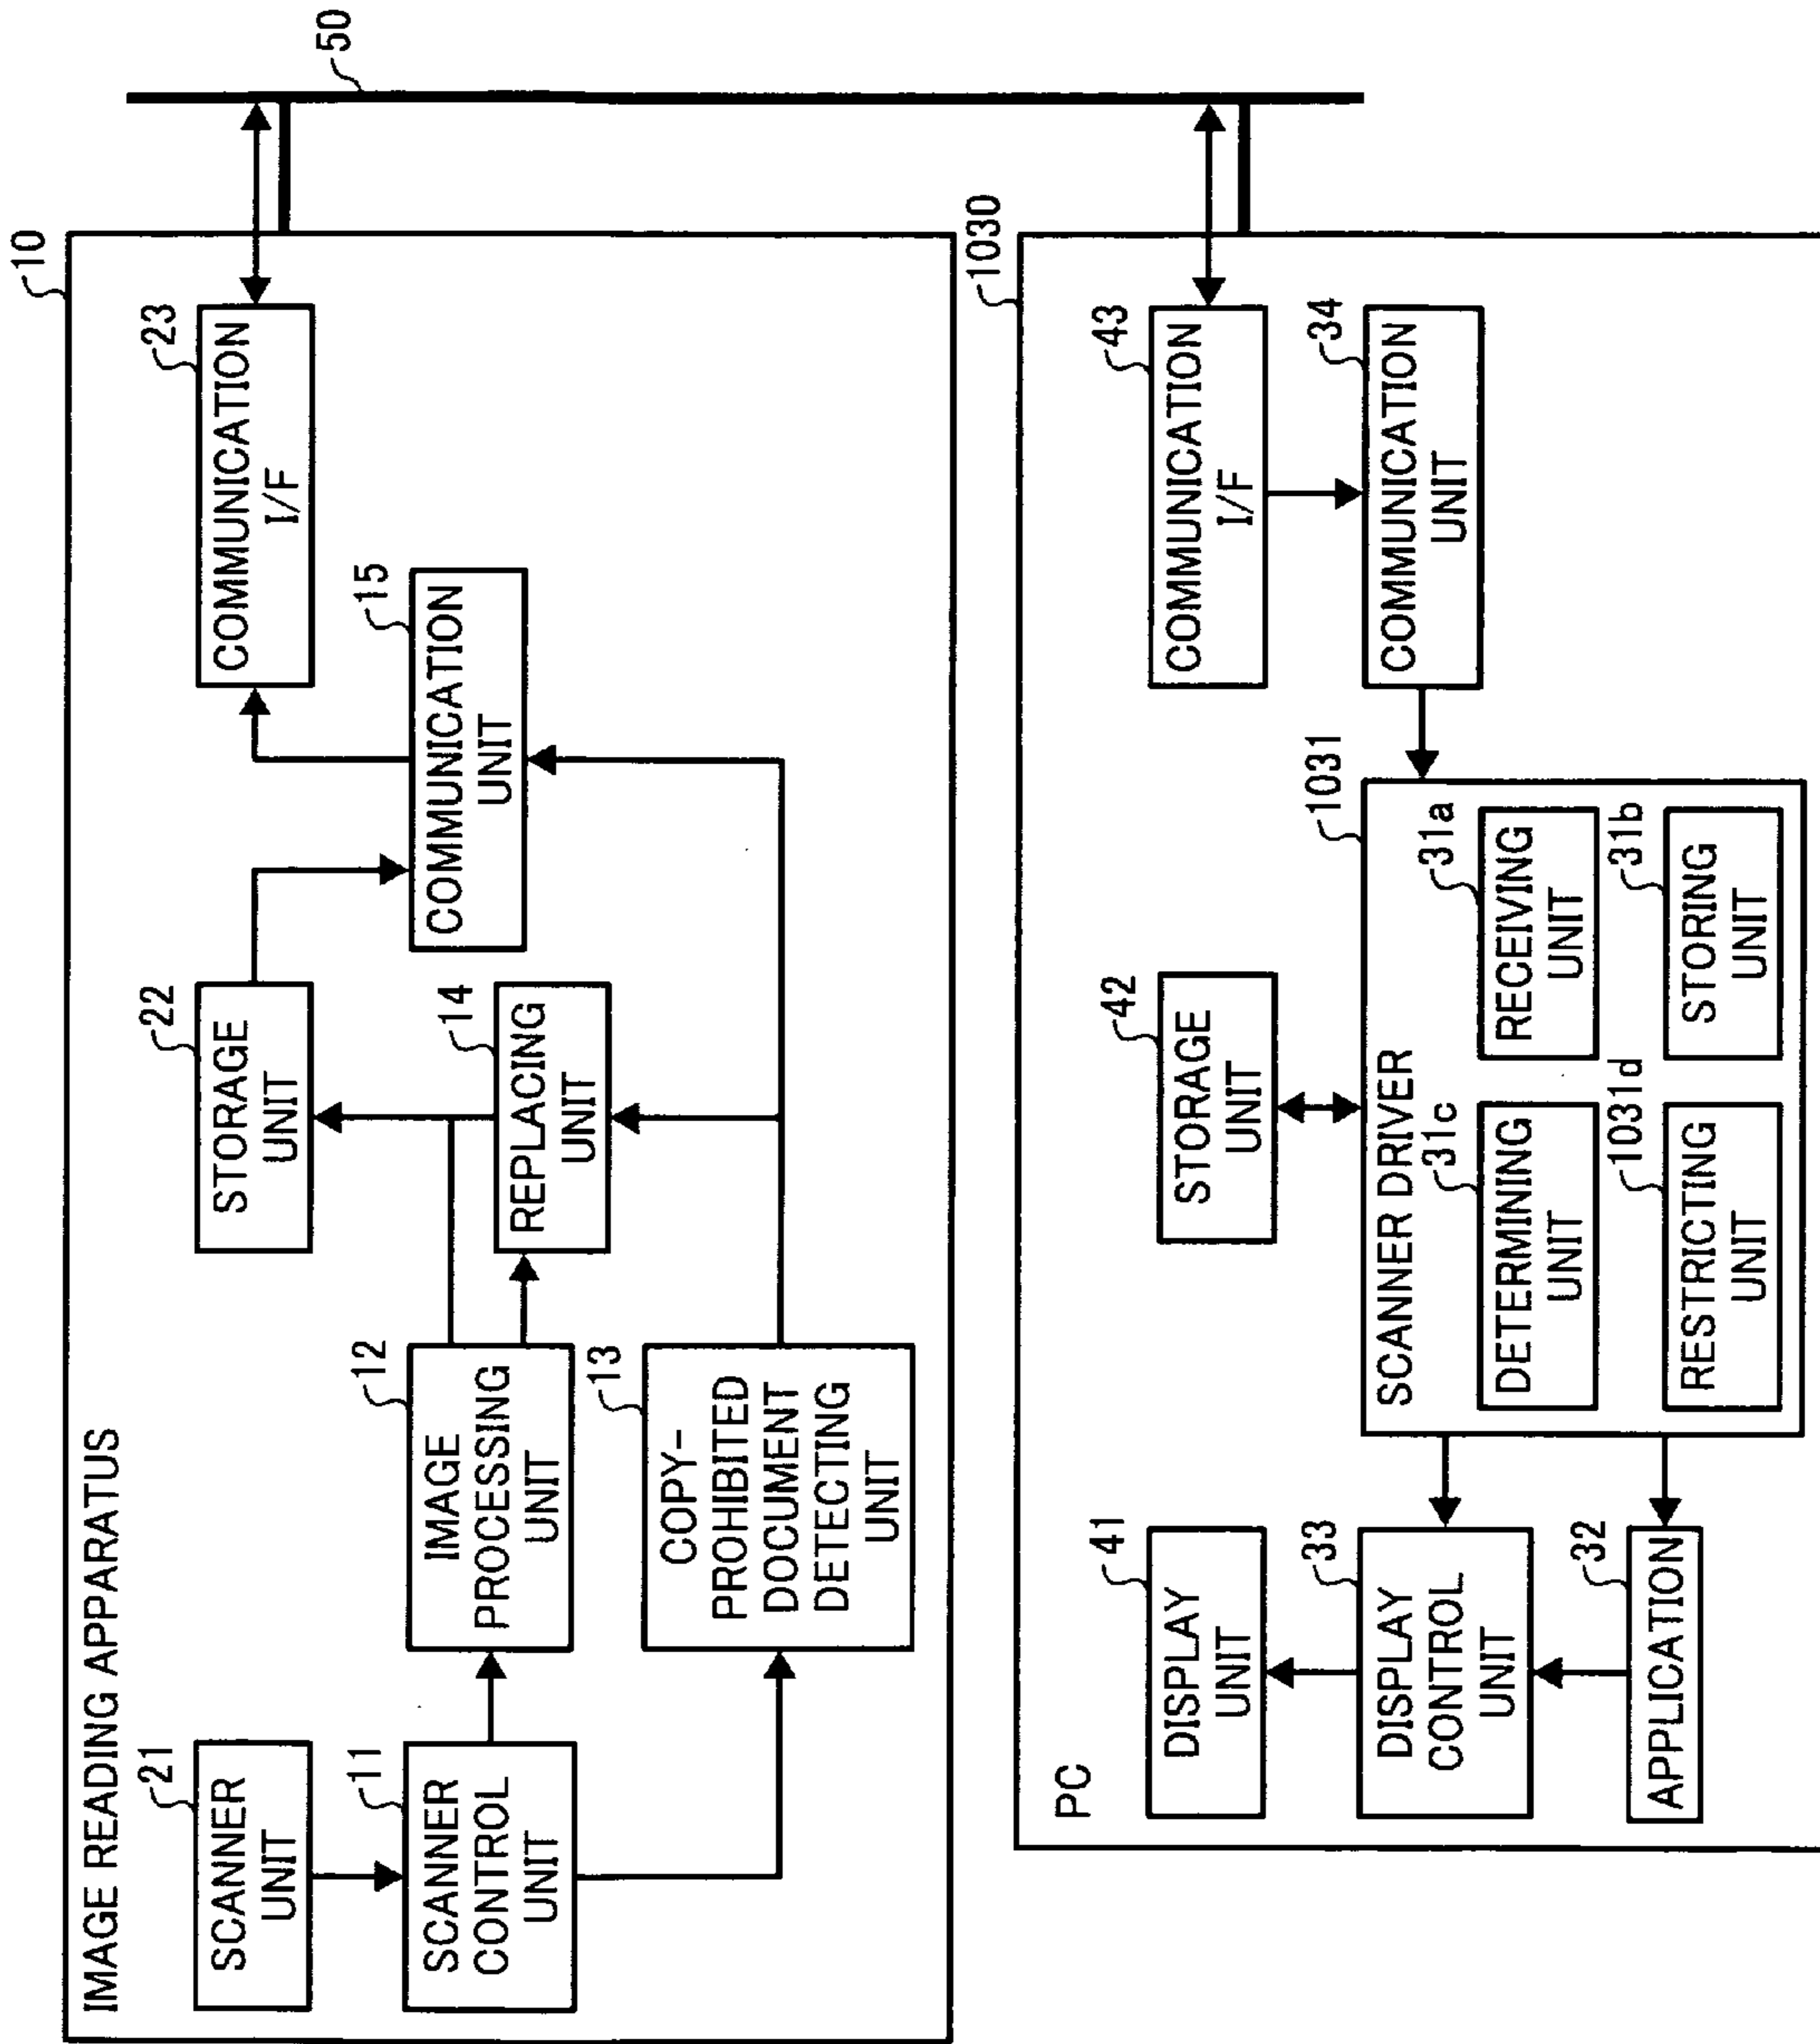 IMAGE READING APPARATUS
10
21
SCANNER
UNIT
11
SCANNER
CONTROL
UNIT
12
IMAGE
PROCESSING
UNIT
13
COPY-
PROHIBITED
DOCUMENT
DETECTING
UNIT
22
STORAGE
UNIT
14
REPLACING
UNIT
15
COMMUNICATION
UNIT
23
COMMUNICATION
I/F
50
PC
1030
41
DISPLAY
UNIT
33
DISPLAY
CONTROL
UNIT
32
APPLICATION
42
STORAGE
UNIT
1031
SCANNER DRIVER
31c
DETERMINING
UNIT
31a
RECEIVING
UNIT
1031d
RESTRICTING
UNIT
31b
STORING
UNIT
43
COMMUNICATION
I/F
34
COMMUNICATION
UNIT